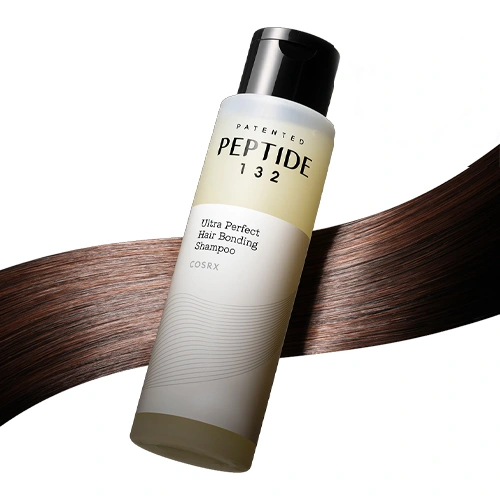 PATENTED
PEPTIDE
132
Ultra Perfect
Hair Bonding
Shampoo
COSRX